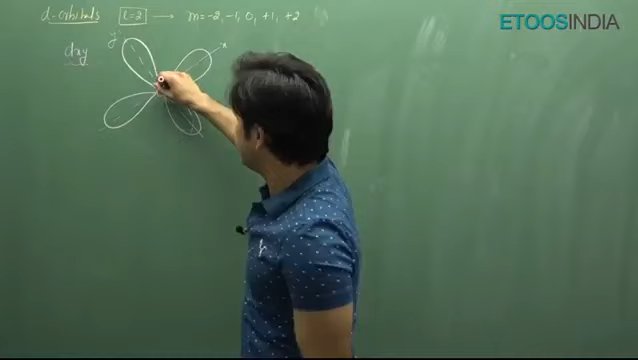 d-orbitals l=2 → m=-2, -1, 0, +1, +2
dxy
y
x
ETOOSINDIA